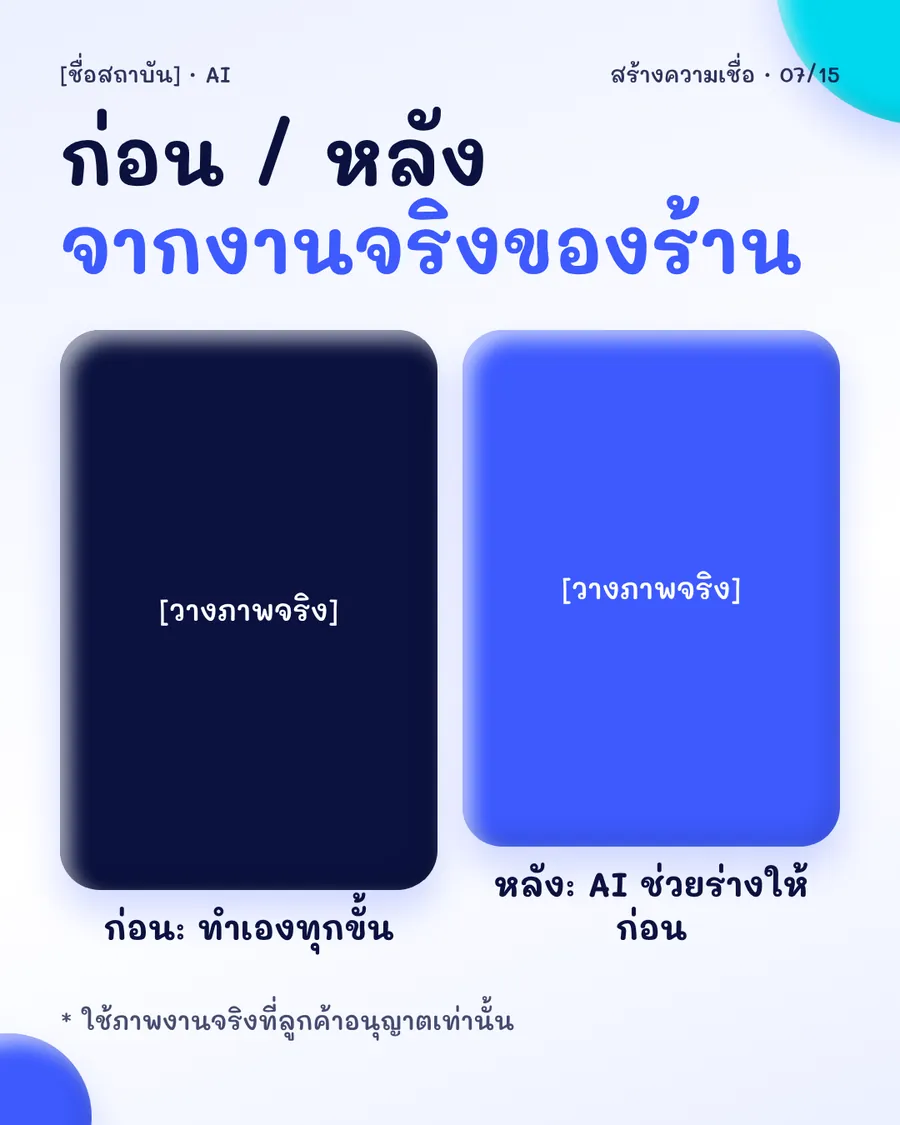 [ชื่อสถาบัน] · AI
สร้างความเชื่อ · 07/15
ก่อน / หลัง
จากงานจริงของร้าน
[วางภาพจริง]
[วางภาพจริง]
ก่อน: ทำเองทุกขั้น
หลัง: AI ช่วยร่างให้
ก่อน
* ใช้ภาพงานจริงที่ลูกค้าอนุญาตเท่านั้น